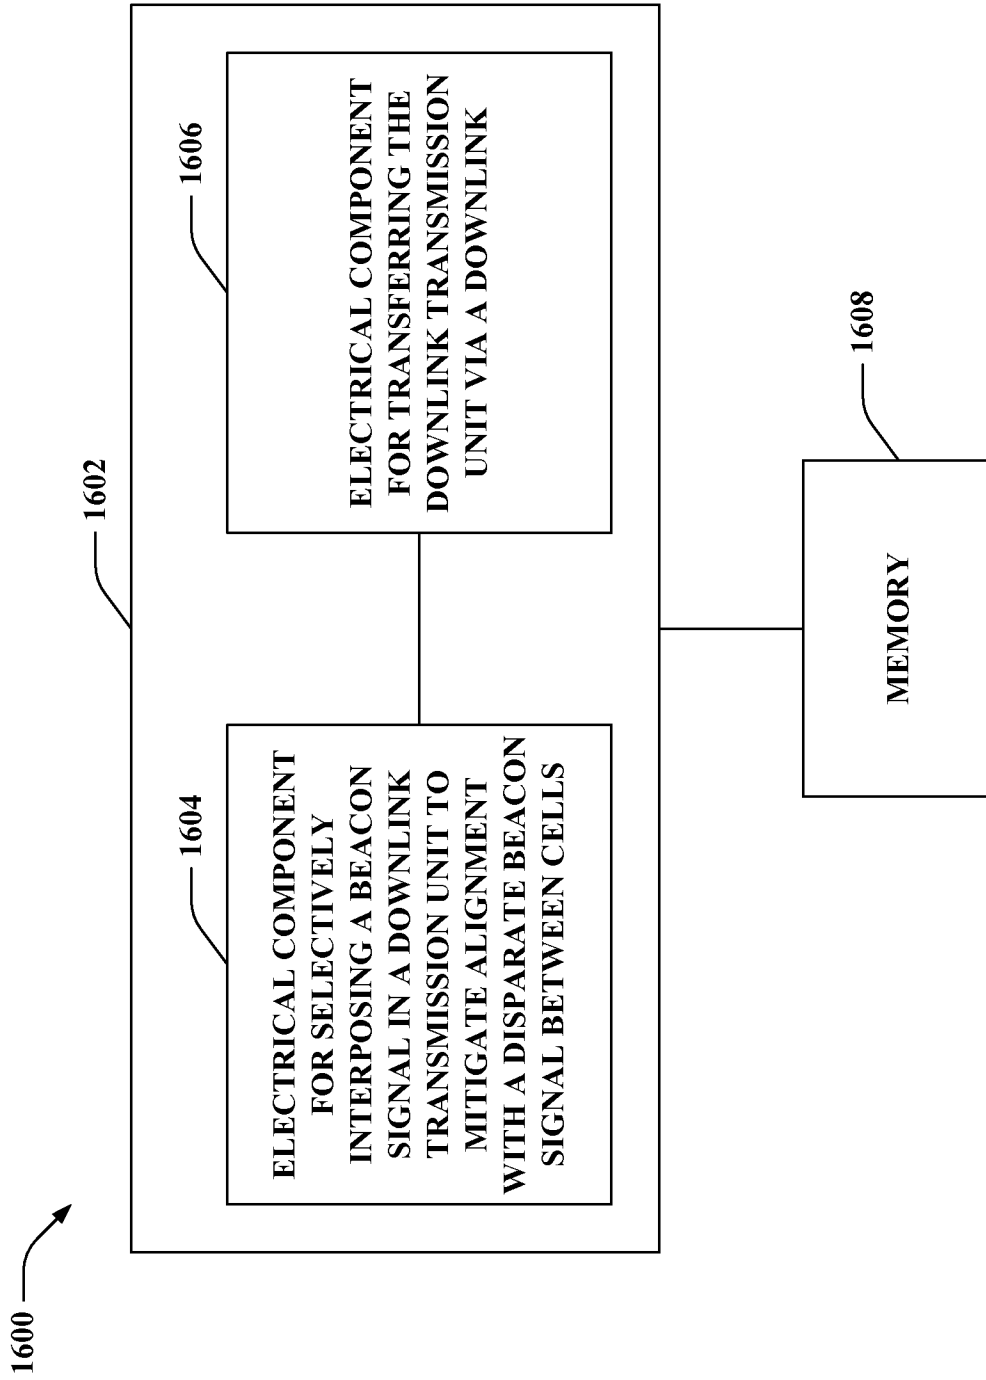 1600
1602
1604
ELECTRICAL COMPONENT
FOR SELECTIVELY
INTERPOSING A BEACON
SIGNAL IN A DOWNLINK
TRANSMISSION UNIT TO
MITIGATE ALIGNMENT
WITH A DISPARATE BEACON
SIGNAL BETWEEN CELLS
1606
ELECTRICAL COMPONENT
FOR TRANSFERRING THE
DOWNLINK TRANSMISSION
UNIT VIA A DOWNLINK
1608
MEMORY